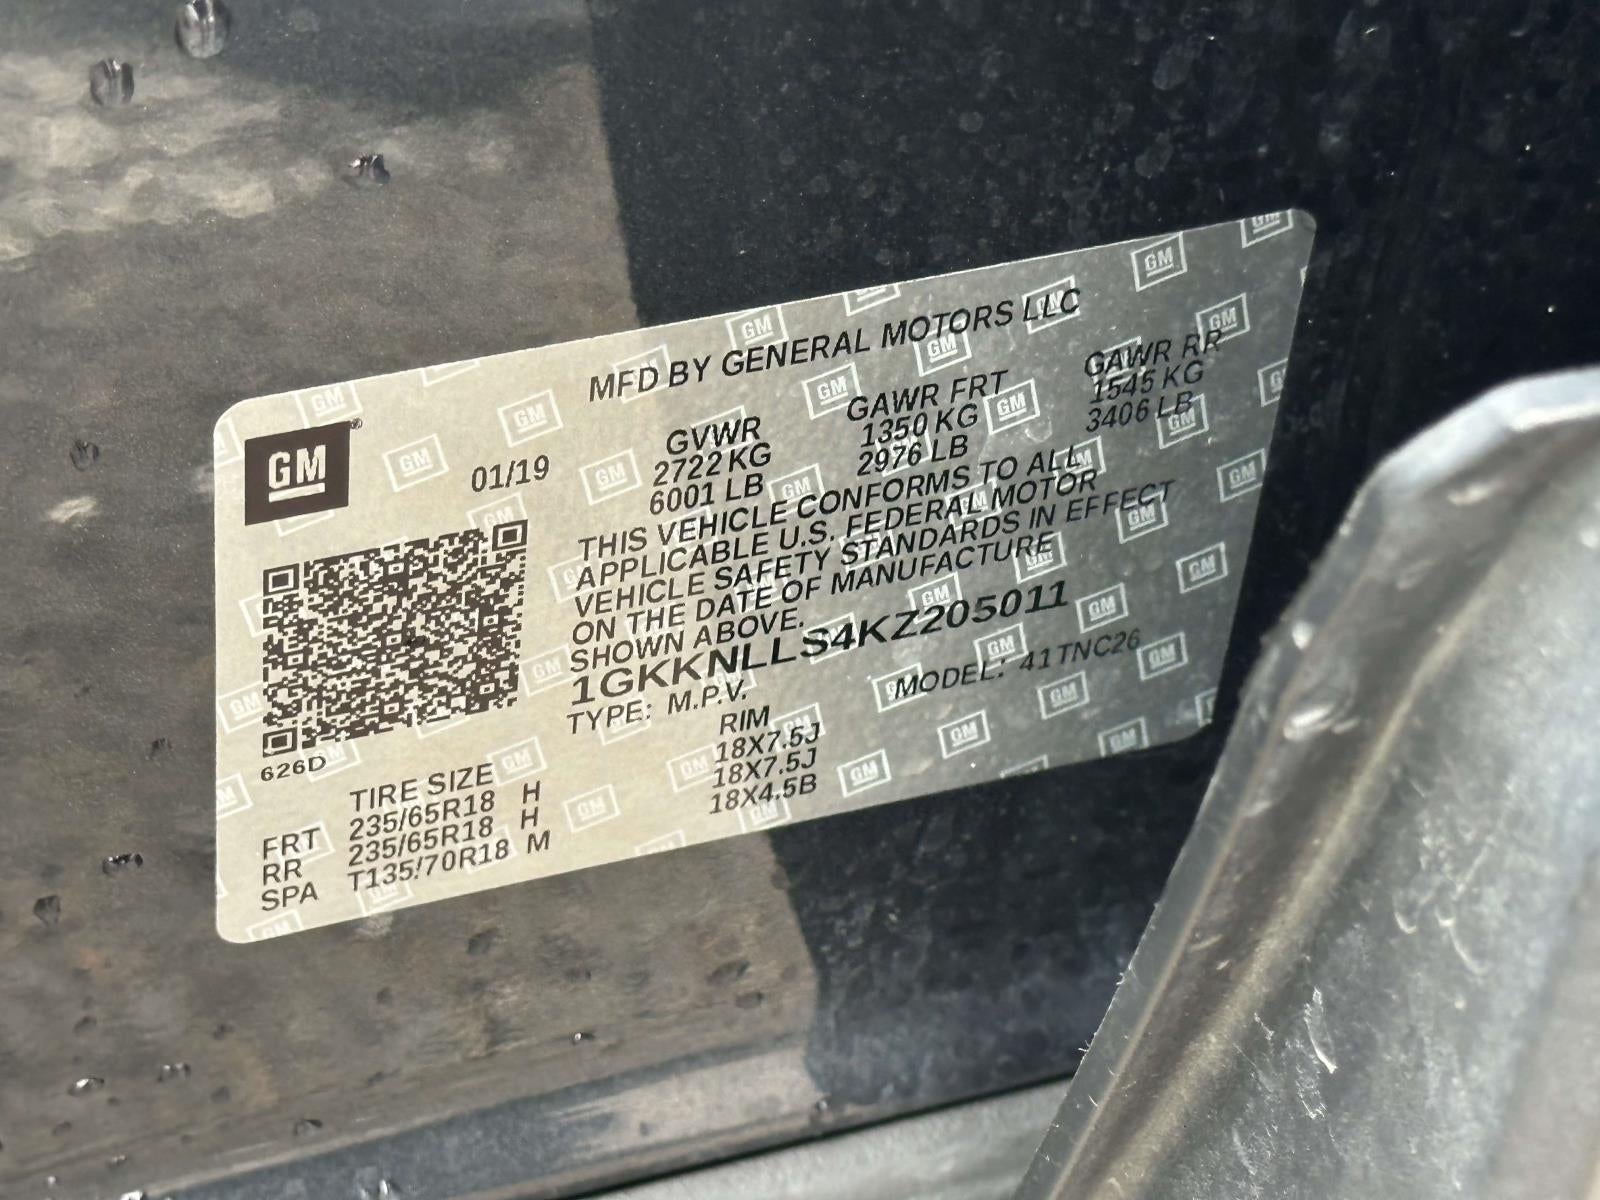 MFD BY GENERAL MOTORS LLC
GM
01/19
GVWR GAWR FRT GAWR RR
2722 KG 1350 KG 1545 KG
6001 LB 2976 LB 3406 LB
THIS VEHICLE CONFORMS TO ALL
APPLICABLE U.S. FEDERAL MOTOR
VEHICLE SAFETY STANDARDS IN EFFECT
ON THE DATE OF MANUFACTURE
SHOWN ABOVE.
1GKKNLLS4KZ205011
TYPE: M.P.V. MODEL: 41TNC26
626D
TIRE SIZE RIM
FRT 235/65R18 H 18X7.5J
RR 235/65R18 H 18X7.5J
SPA T135/70R18 M 18X4.5B